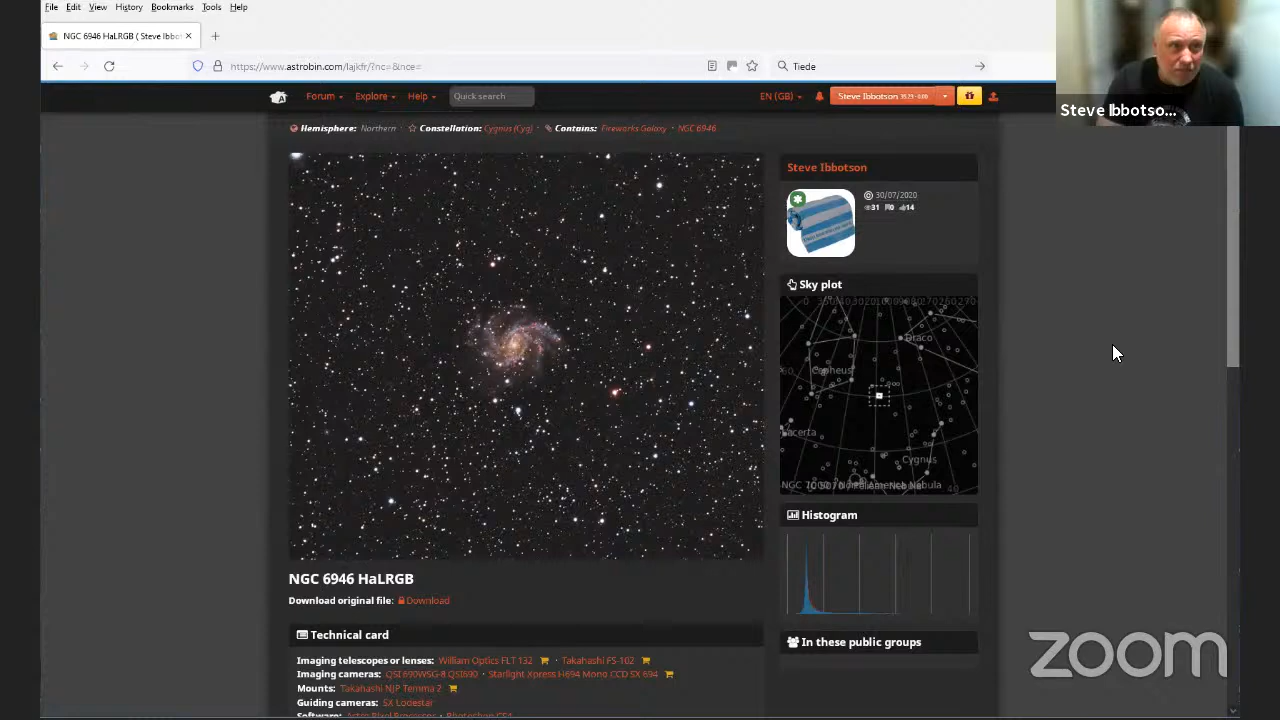 File Edit View History Bookmarks Tools Help
NGC 6946 HaLRGB ( Steve Ibbot
https://www.astrobin.com/lajkfr/?nc=&nce=
Tiede
Steve Ibbotso...
Forum Explore Help Quick search EN (GB) Steve Ibbotson
Hemisphere: Northern · Constellation: Cygnus (Cyg) · Contains: Fireworks Galaxy · NGC 6946
Steve Ibbotson
30/07/2020
31 0 14
Sky plot
Draco
Cepheus
acerta
Cygnus
Histogram
NGC 6946 HaLRGB
Download original file: Download
Technical card
In these public groups
Imaging telescopes or lenses: William Optics FLT 132 · Takahashi FS-102
Imaging cameras: QSI 690WSG-8 QSI690 · Starlight Xpress H694 Mono CCD SX 694
Mounts: Takahashi NJP Temma 2
Guiding cameras: SX Lodestar
zoom